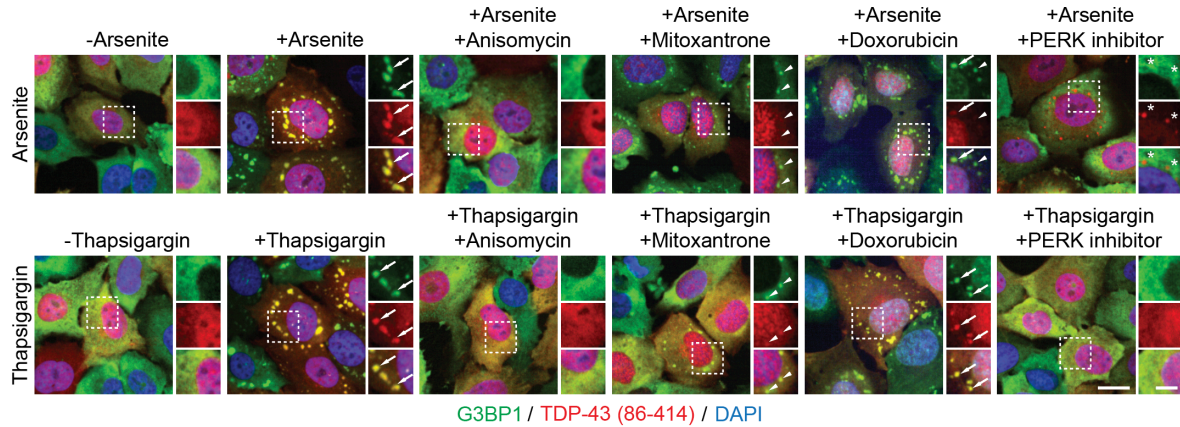 -Arsenite
+Arsenite
+Arsenite
+Anisomycin
+Arsenite
+Mitoxantrone
+Arsenite
+Doxorubicin
+Arsenite
+PERK inhibitor
Arsenite
-Thapsigargin
+Thapsigargin
+Thapsigargin
+Anisomycin
+Thapsigargin
+Mitoxantrone
+Thapsigargin
+Doxorubicin
+Thapsigargin
+PERK inhibitor
Thapsigargin
G3BP1 / TDP-43 (86-414) / DAPI